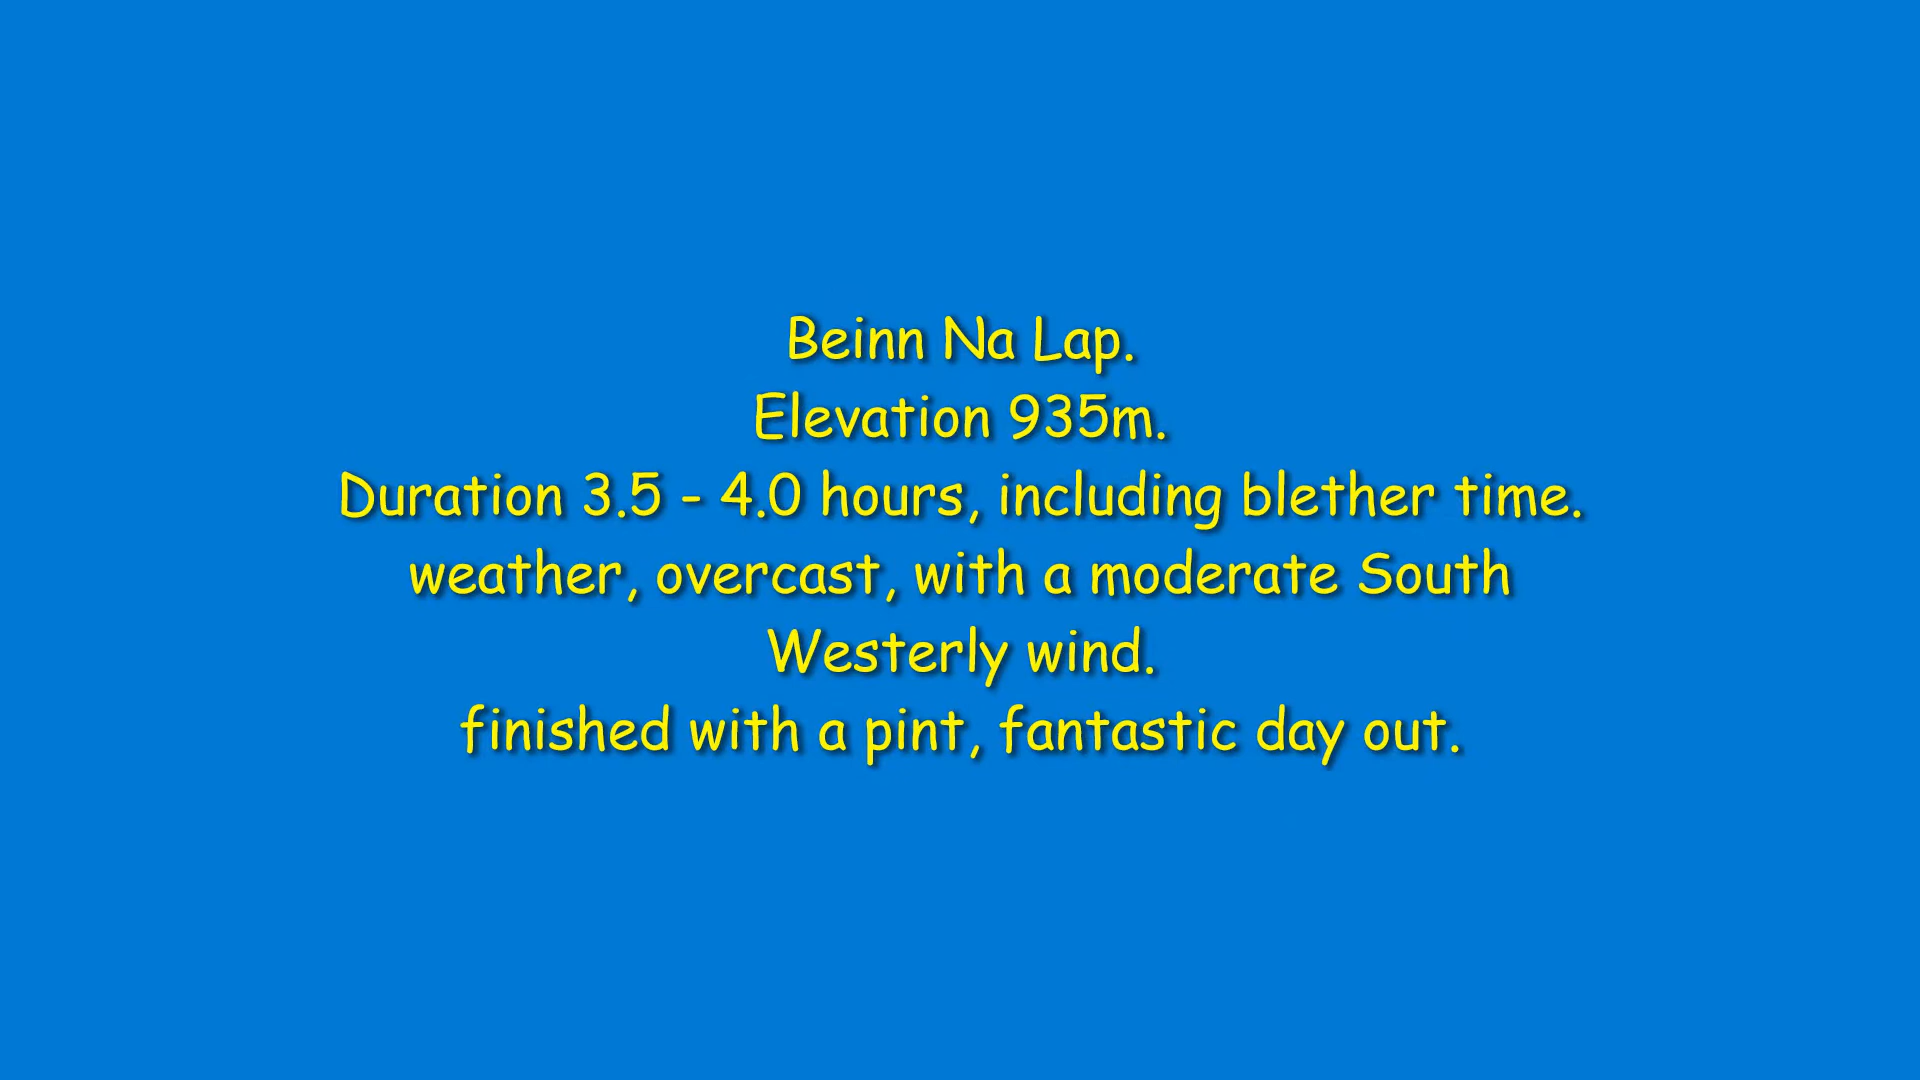 Beinn Na Lap.
Elevation 935m.
Duration 3.5 - 4.0 hours, including blether time.
weather, overcast, with a moderate South
Westerly wind.
finished with a pint, fantastic day out.